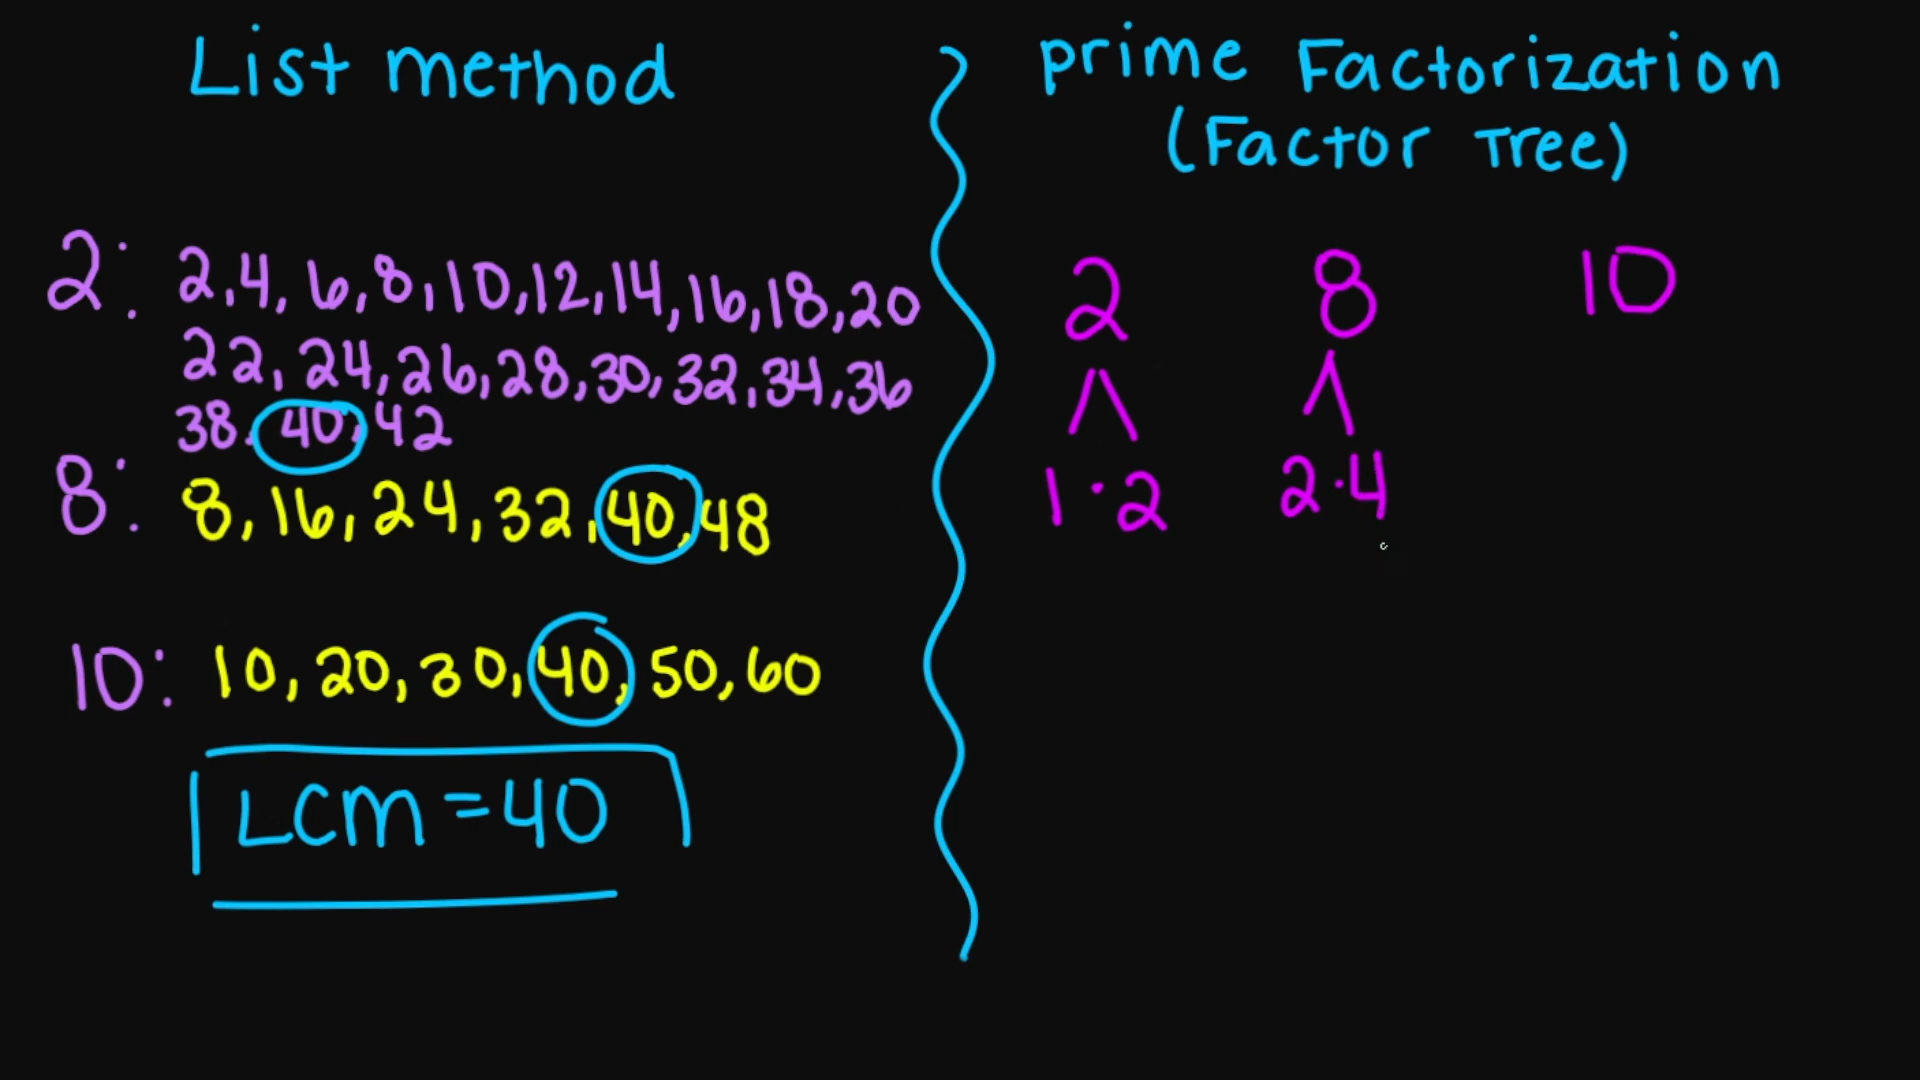 List method
2: 2,4, 6,8,10,12,14,16,18,20
22, 24,26,28,30,32,34,36
38, 40, 42
8: 8,16,24,32,40,48
10: 10,20,30,40,50,60
LCM=40
prime Factorization
(Factor Tree)
2 8 10
1·2 2·4